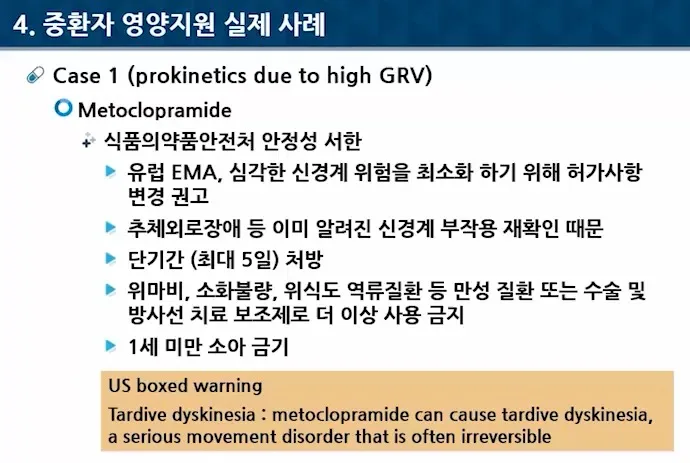 4. 중환자 영양지원 실제 사례
Case 1 (prokinetics due to high GRV)
Metoclopramide
식품의약품안전처 안정성 서한
유럽 EMA, 심각한 신경계 위험을 최소화 하기 위해 허가사항
변경 권고
추체외로장애 등 이미 알려진 신경계 부작용 재확인 때문
단기간 (최대 5일) 처방
위마비, 소화불량, 위식도 역류질환 등 만성 질환 또는 수술 및
방사선 치료 보조제로 더 이상 사용 금지
1세 미만 소아 금기
US boxed warning
Tardive dyskinesia : metoclopramide can cause tardive dyskinesia,
a serious movement disorder that is often irreversible